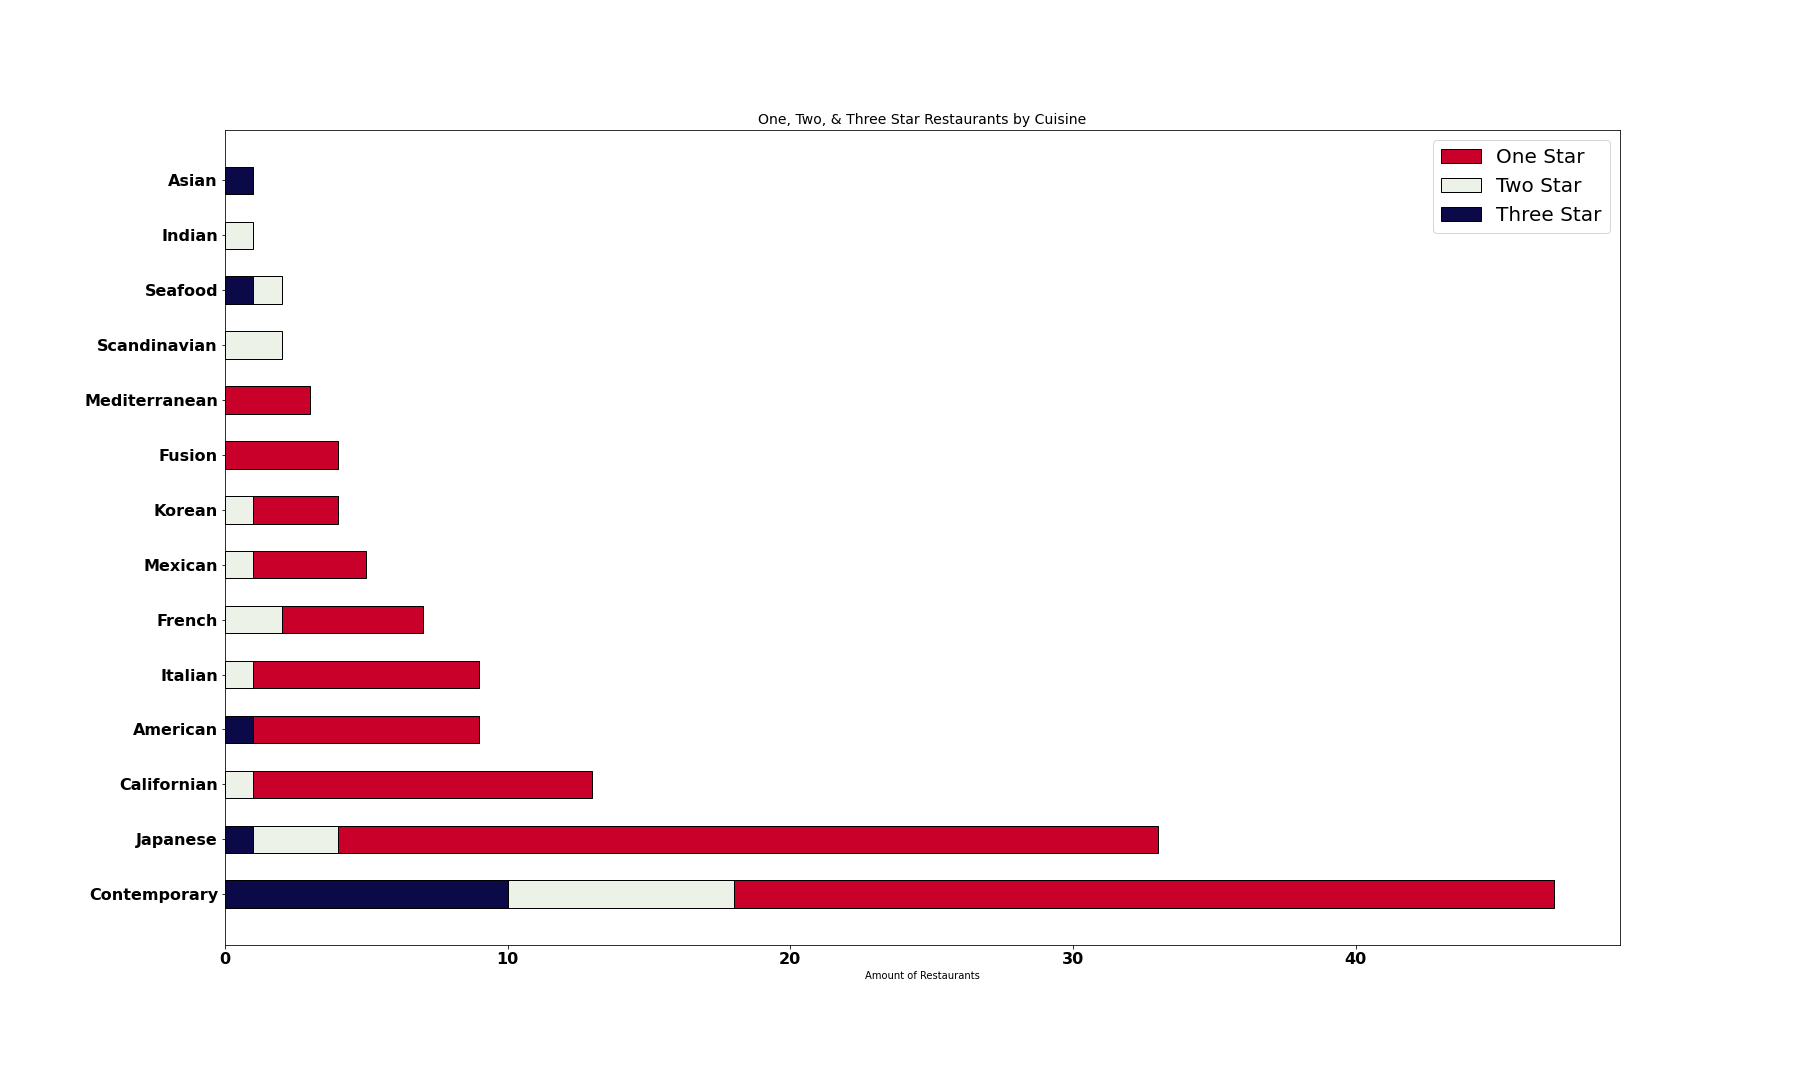 One, Two, & Three Star Restaurants by Cuisine
One Star
Two Star
Three Star
Asian
Indian
Seafood
Scandinavian
Mediterranean
Fusion
Korean
Mexican
French
Italian
American
Californian
Japanese
Contemporary
0 10 20 30 40
Amount of Restaurants